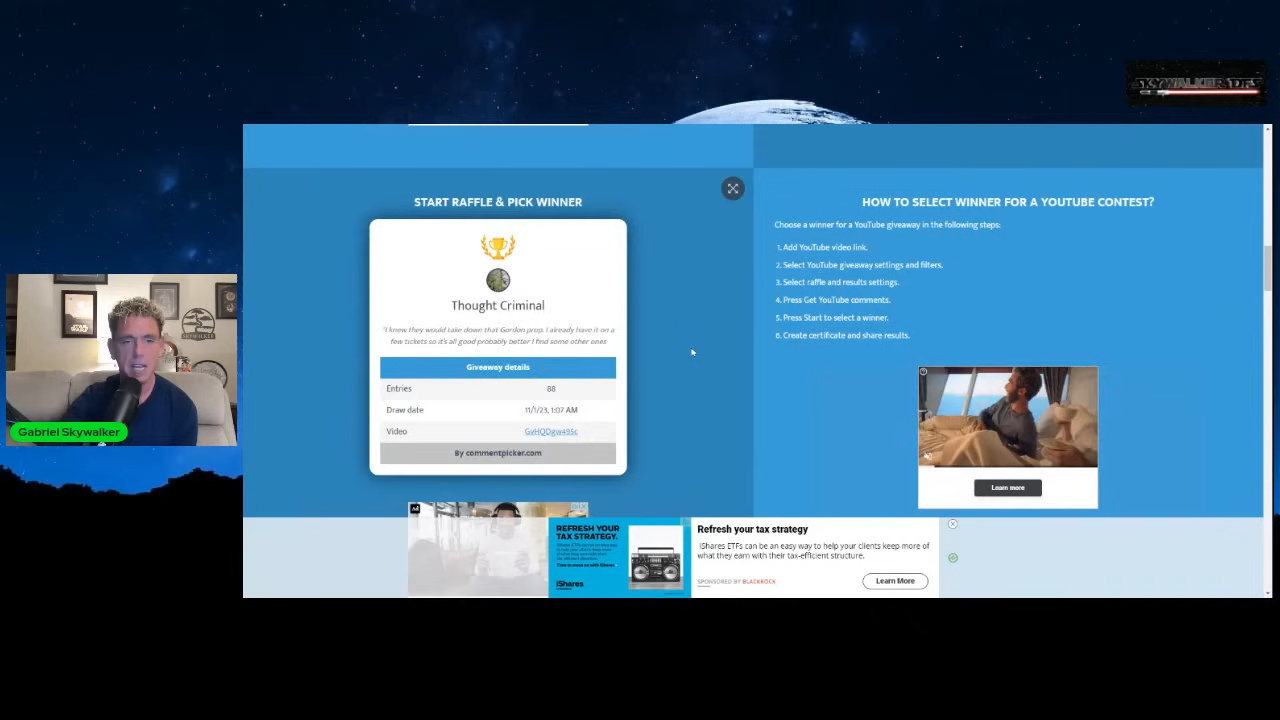 SKYWALKER DFS
START RAFFLE & PICK WINNER
Thought Criminal
"I knew they would take down that Gordon prop. I already have it on a
few tickets so it's all good probably better I find some other ones
Giveaway details
Entries 88
Draw date 11/1/23, 1:07 AM
Video GvHQDgw495c
By commentpicker.com
HOW TO SELECT WINNER FOR A YOUTUBE CONTEST?
Choose a winner for a YouTube giveaway in the following steps:
1. Add YouTube video link.
2. Select YouTube giveaway settings and filters.
3. Select raffle and results settings.
4. Press Get YouTube comments.
5. Press Start to select a winner.
6. Create certificate and share results.
Learn more
SKYWALKER
Gabriel Skywalker
Ad
REFRESH YOUR
TAX STRATEGY.
iShares
Refresh your tax strategy
iShares ETFs can be an easy way to help your clients keep more of
what they earn with their tax-efficient structure.
SPONSORED BY BLACKROCK
Learn More